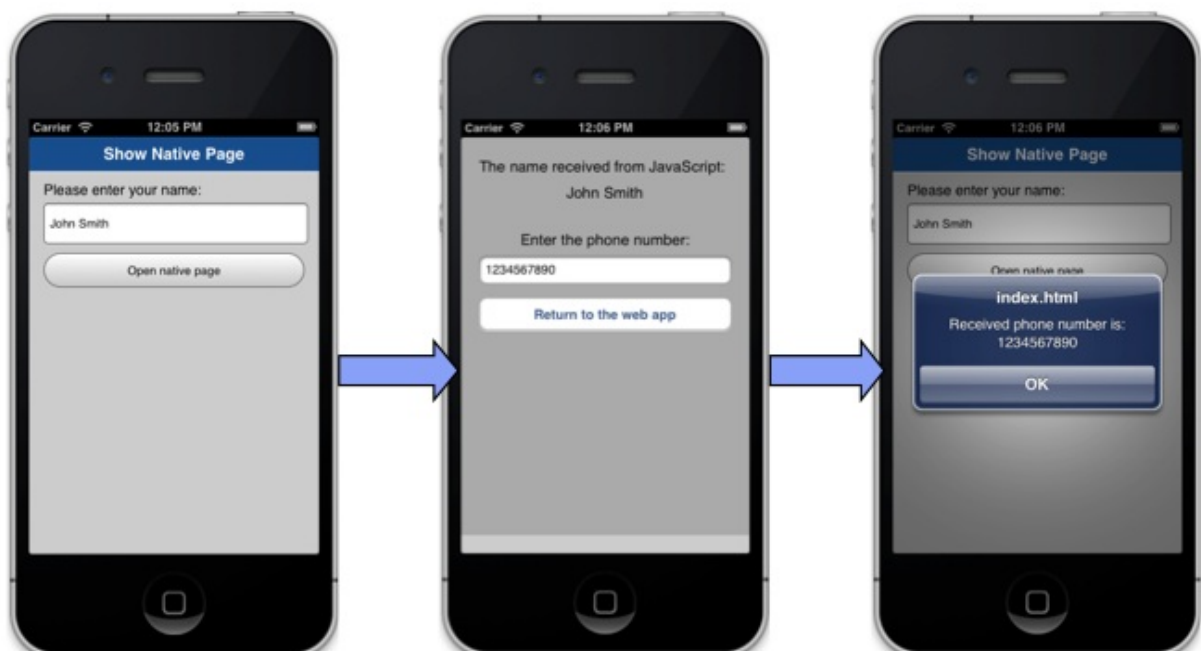 Carrier 12:05 PM
Show Native Page
Please enter your name:
John Smith
Open native page
Carrier 12:06 PM
The name received from JavaScript:
John Smith
Enter the phone number:
1234567890
Return to the web app
Carrier 12:06 PM
Show Native Page
Please enter your name:
John Smith
Open native page
index.html
Received phone number is:
1234567890
OK